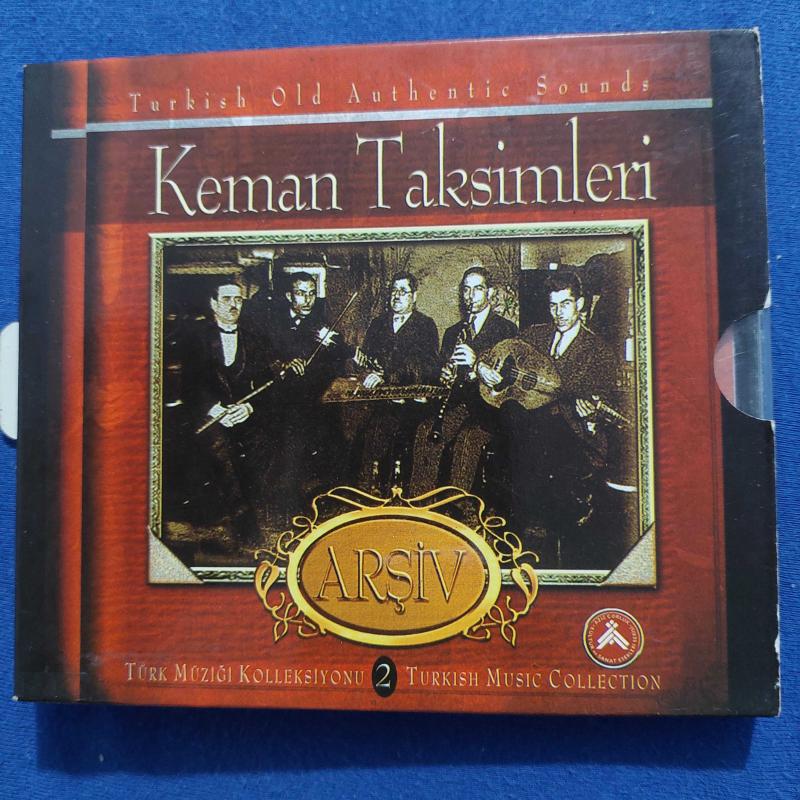 Turkish Old Authentic Sounds
Keman Taksimleri
ARŞİV
TÜRK MÜZİĞİ KOLLEKSİYONU 2 TURKISH MUSIC COLLECTION